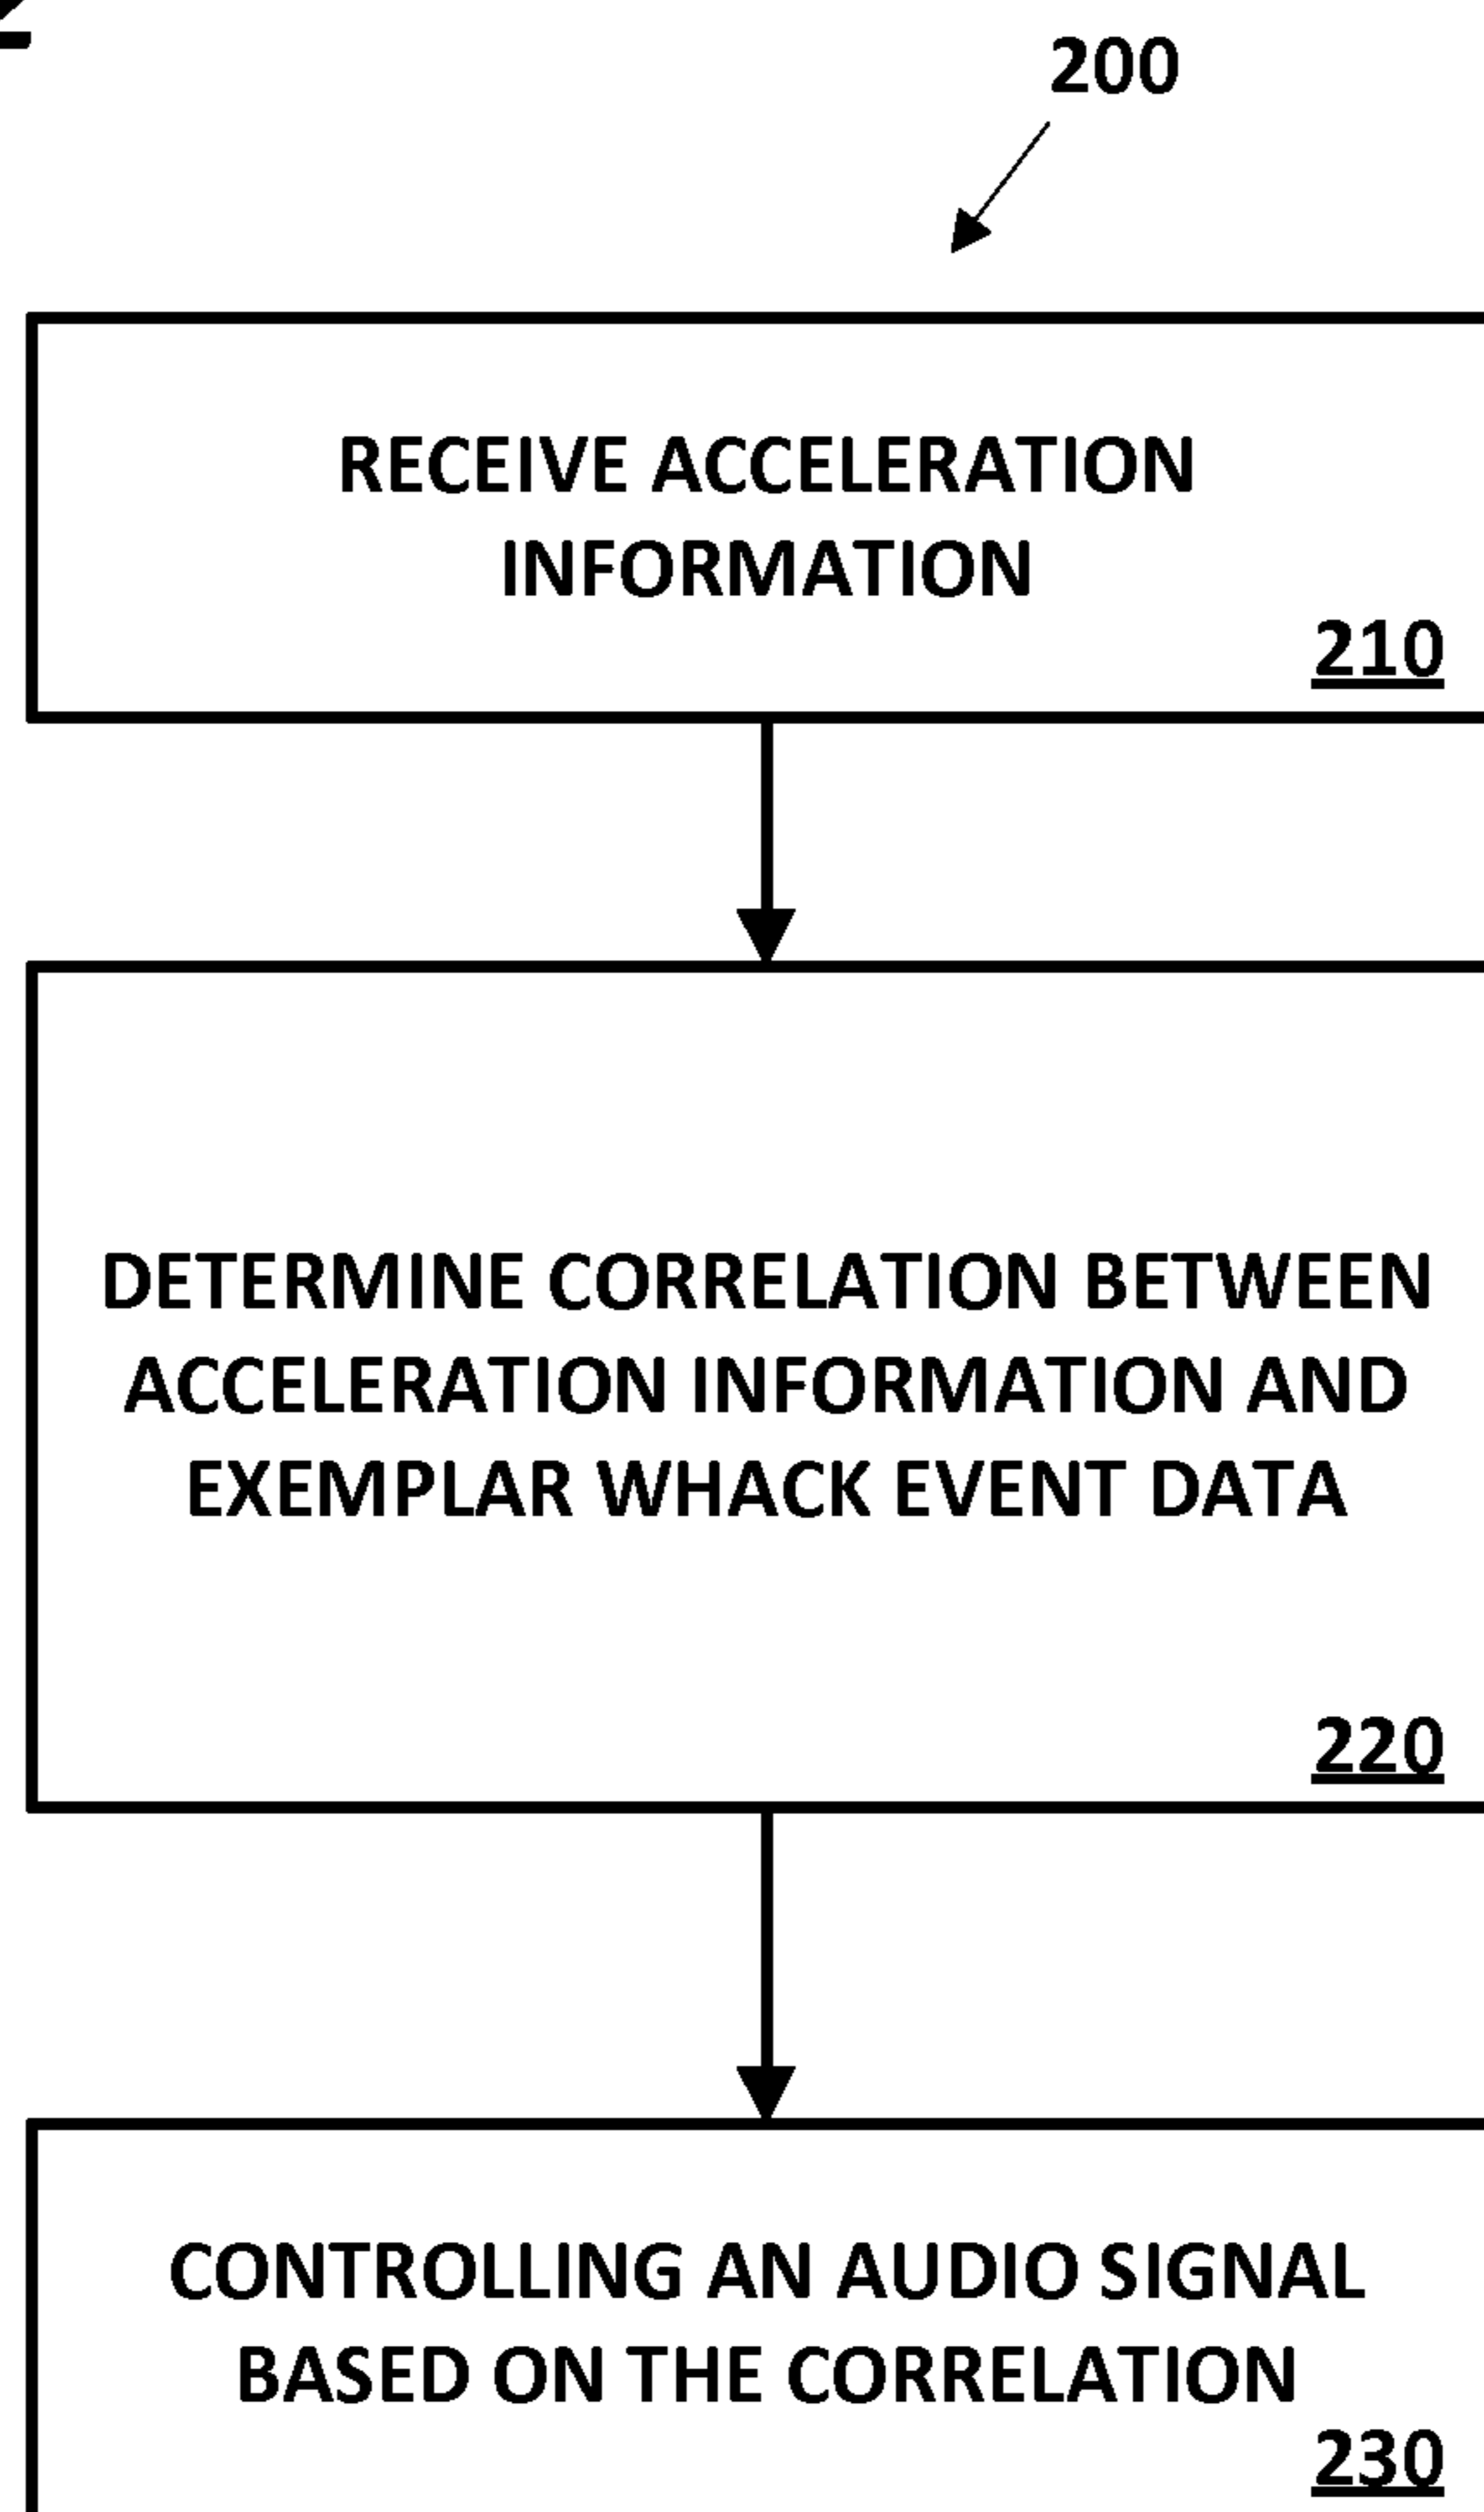 200
RECEIVE ACCELERATION
INFORMATION
210
DETERMINE CORRELATION BETWEEN
ACCELERATION INFORMATION AND
EXEMPLAR WHACK EVENT DATA
220
CONTROLLING AN AUDIO SIGNAL
BASED ON THE CORRELATION
230